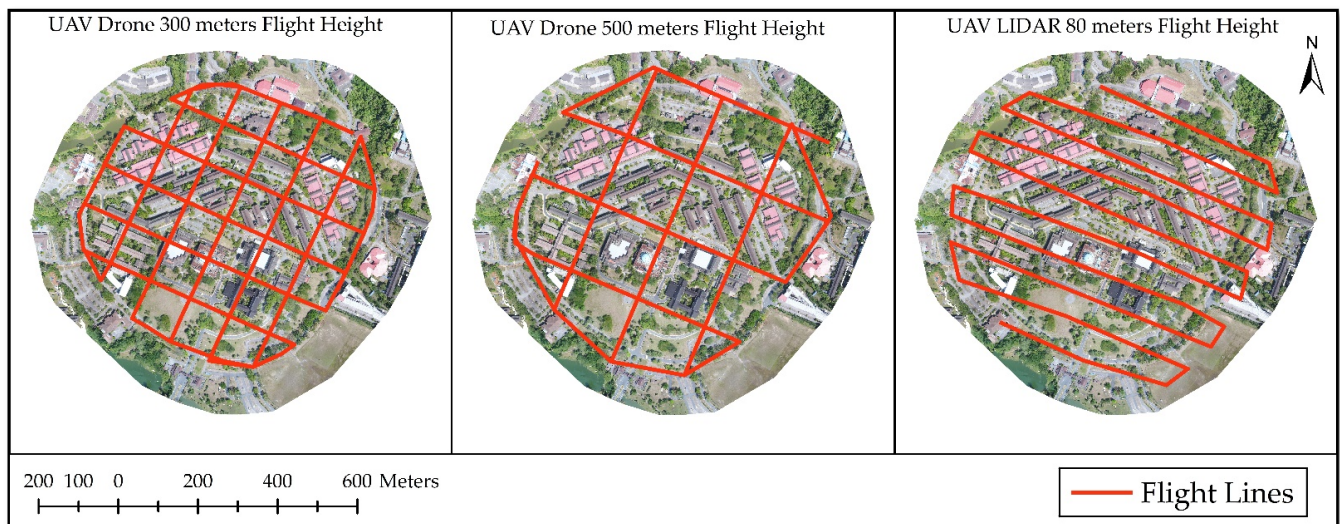 UAV Drone 300 meters Flight Height
UAV Drone 500 meters Flight Height
UAV LIDAR 80 meters Flight Height
N
200 100 0 200 400 600 Meters
Flight Lines